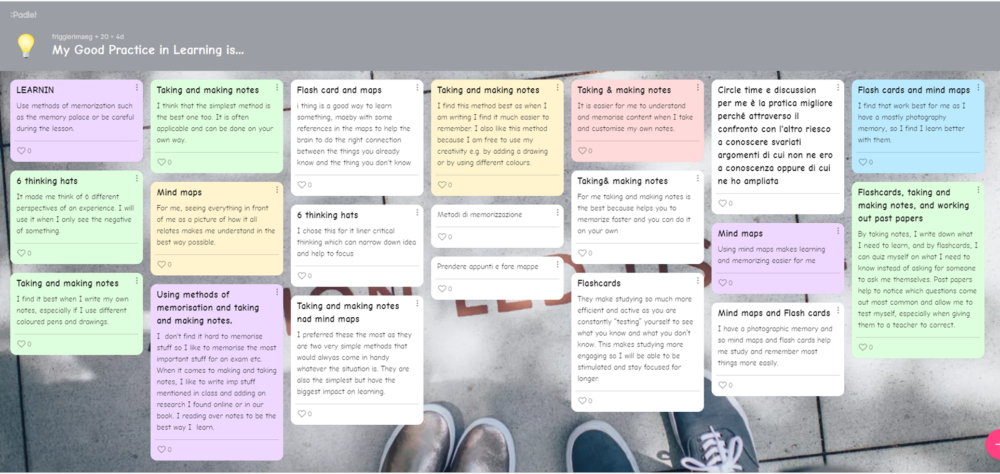 :Padlet
friggierimaeg + 20 • 4d
My Good Practice in Learning is...
LEARNIN
Use methods of memorization such
as the memory palace or be careful
during the lesson.
0
6 thinking hats
It made me think of 6 different
perspectives of an experience. I will
use it when I only see the negative
of something.
0
Taking and making notes
I find it best when I write my own
notes, especially if I use different
coloured pens and drawings.
0
Taking and making notes
I think that the simplest method is
the best one too. It is often
applicable and can be done on your
own way.
0
Mind maps
For me, seeing everything in front
of me as a picture of how it all
relates makes me understand in the
best way possible.
0
Using methods of
memorisation and taking
and making notes.
I don't find it hard to memorise
stuff so I like to memorise the most
important stuff for an exam etc.
When it comes to making and taking
notes, I like to write imp stuff
mentioned in class and adding on
research I found online or in our
book. I reading over notes to be the
best way I learn.
0
Flash card and maps
i thing is a good way to learn
something, maeby with some
references in the maps to help the
brain to do the right connection
between the things you already
know and the thing you don't know
0
6 thinking hats
I chose this for it liner critical
thinking which can narrow down idea
and help to focus
0
Taking and making notes
nad mind maps
I preferred these the most as they
are two very simple methods that
would alwyas come in handy
whatever the situation is. They are
also the simplest but have the
biggest impact on learning.
0
Taking and making notes
I find this method best as when I
am writing I find it much easier to
remember. I also like this method
because I am free to use my
creativity e.g. by adding a drawing
or by using different colours.
0
Metodi di memorizzazione
0
Prendere appunti e fare mappe
0
Taking & making notes
It is easier for me to understand
and memorise content when I take
and customise my own notes.
0
Taking& making notes
For me taking and making notes is
the best because helps you to
memorize faster and you can do it
on your own
0
Flashcards
They make studying so much more
efficient and active as you are
constantly “testing” yourself to see
what you know and what you don’t
know. This makes studying more
engaging so I will be able to be
stimulated and stay focused for
longer.
0
Circle time e discussion
per me è la pratica migliore
perché attraverso il
confronto con l'altro riesco
a conoscere svariati
argomenti di cui non ne ero
a conoscenza oppure di cui
ne ho ampliata
0
Mind maps
Using mind maps makes learning
and memorizing easier for me
0
Mind maps and Flash cards
I have a photographic memory and
so mind maps and flash cards help
me study and remember most
things more easily.
0
Flash cards and mind maps
I find that work best for me as I
have a mostly photography
memory, so I find I learn better
with them.
0
Flashcards, taking and
making notes, and working
out past papers
By taking notes, I write down what
I need to learn, and by flashcards, I
can quiz myself on what I need to
know instead of asking for someone
to ask me themselves. Past papers
help to notice which questions come
out most common and allow me to
test myself, especially when giving
them to a teacher to correct.
0